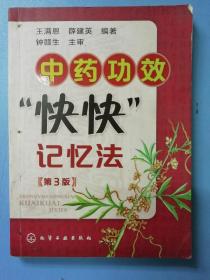 王满恩 薛建英 编著
钟赣生 主审
中药功效
“快快”
记忆法
【第3版】
化学工业出版社